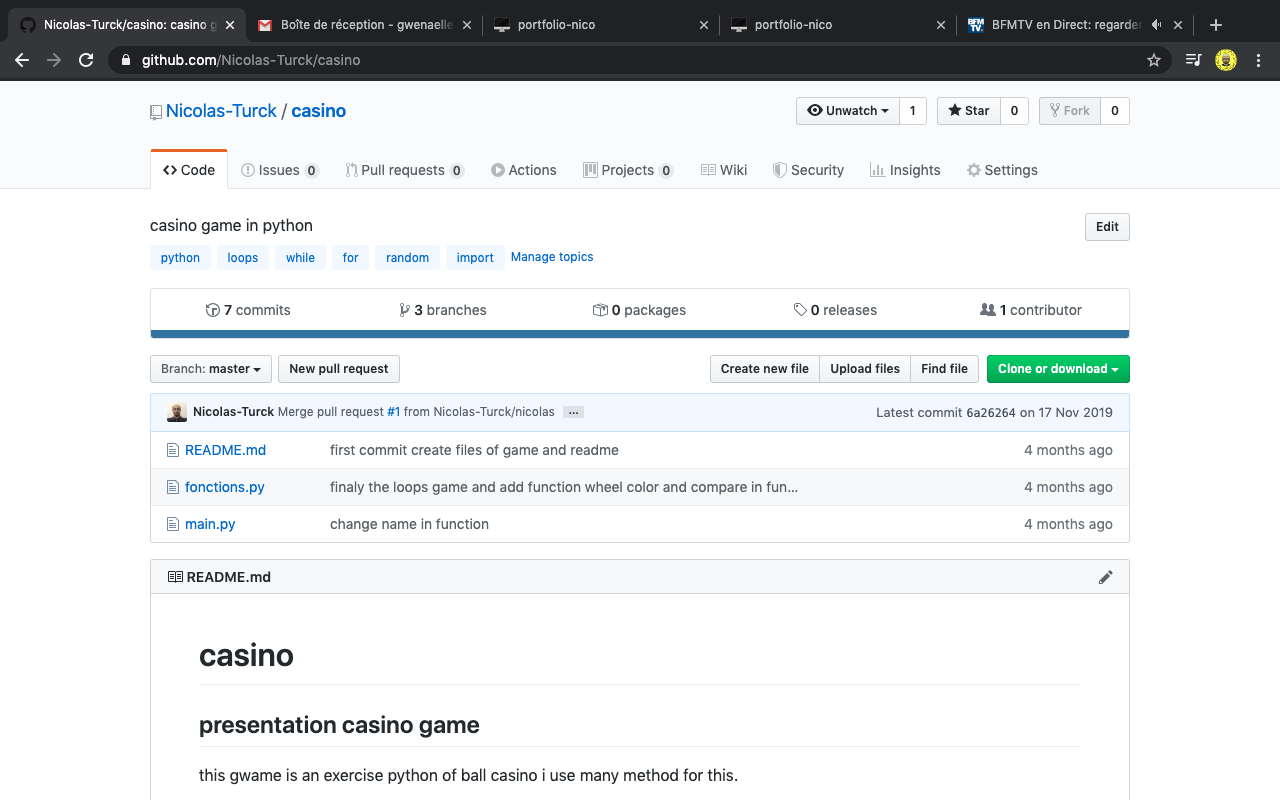 Nicolas-Turck/casino: casino g
Boîte de réception - gwenaelle
portfolio-nico
portfolio-nico
BFM TV. BFMTV en Direct: regarder
github.com/Nicolas-Turck/casino
Nicolas-Turck / casino
Unwatch 1 Star 0 Fork 0
Code Issues 0 Pull requests 0 Actions Projects 0 Wiki Security Insights Settings
casino game in python Edit
python loops while for random import Manage topics
7 commits 3 branches 0 packages 0 releases 1 contributor
Branch: master New pull request Create new file Upload files Find file Clone or download
Nicolas-Turck Merge pull request #1 from Nicolas-Turck/nicolas ... Latest commit 6a26264 on 17 Nov 2019
README.md first commit create files of game and readme 4 months ago
fonctions.py finaly the loops game and add function wheel color and compare in fun... 4 months ago
main.py change name in function 4 months ago
README.md
casino
presentation casino game
this gwame is an exercise python of ball casino i use many method for this.